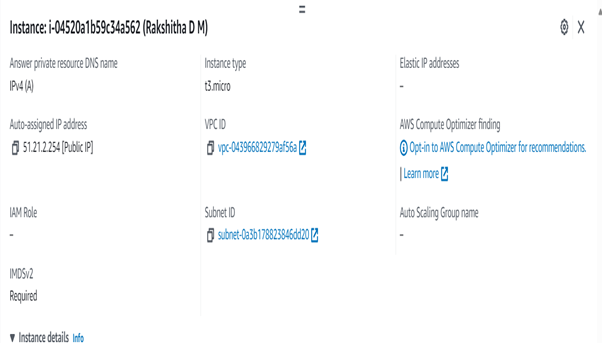 Instance: i-04520a1b59c34a562 (Rakshitha D M)
Answer private resource DNS name
IPv4 (A)
Instance type
t3.micro
Elastic IP addresses
–
Auto-assigned IP address
51.21.2.254 [Public IP]
VPC ID
vpc-043966829279af56a
AWS Compute Optimizer finding
Opt-in to AWS Compute Optimizer for recommendations.
| Learn more
IAM Role
–
Subnet ID
subnet-0a3b178823846dd20
Auto Scaling Group name
–
IMDSv2
Required
▼ Instance details Info